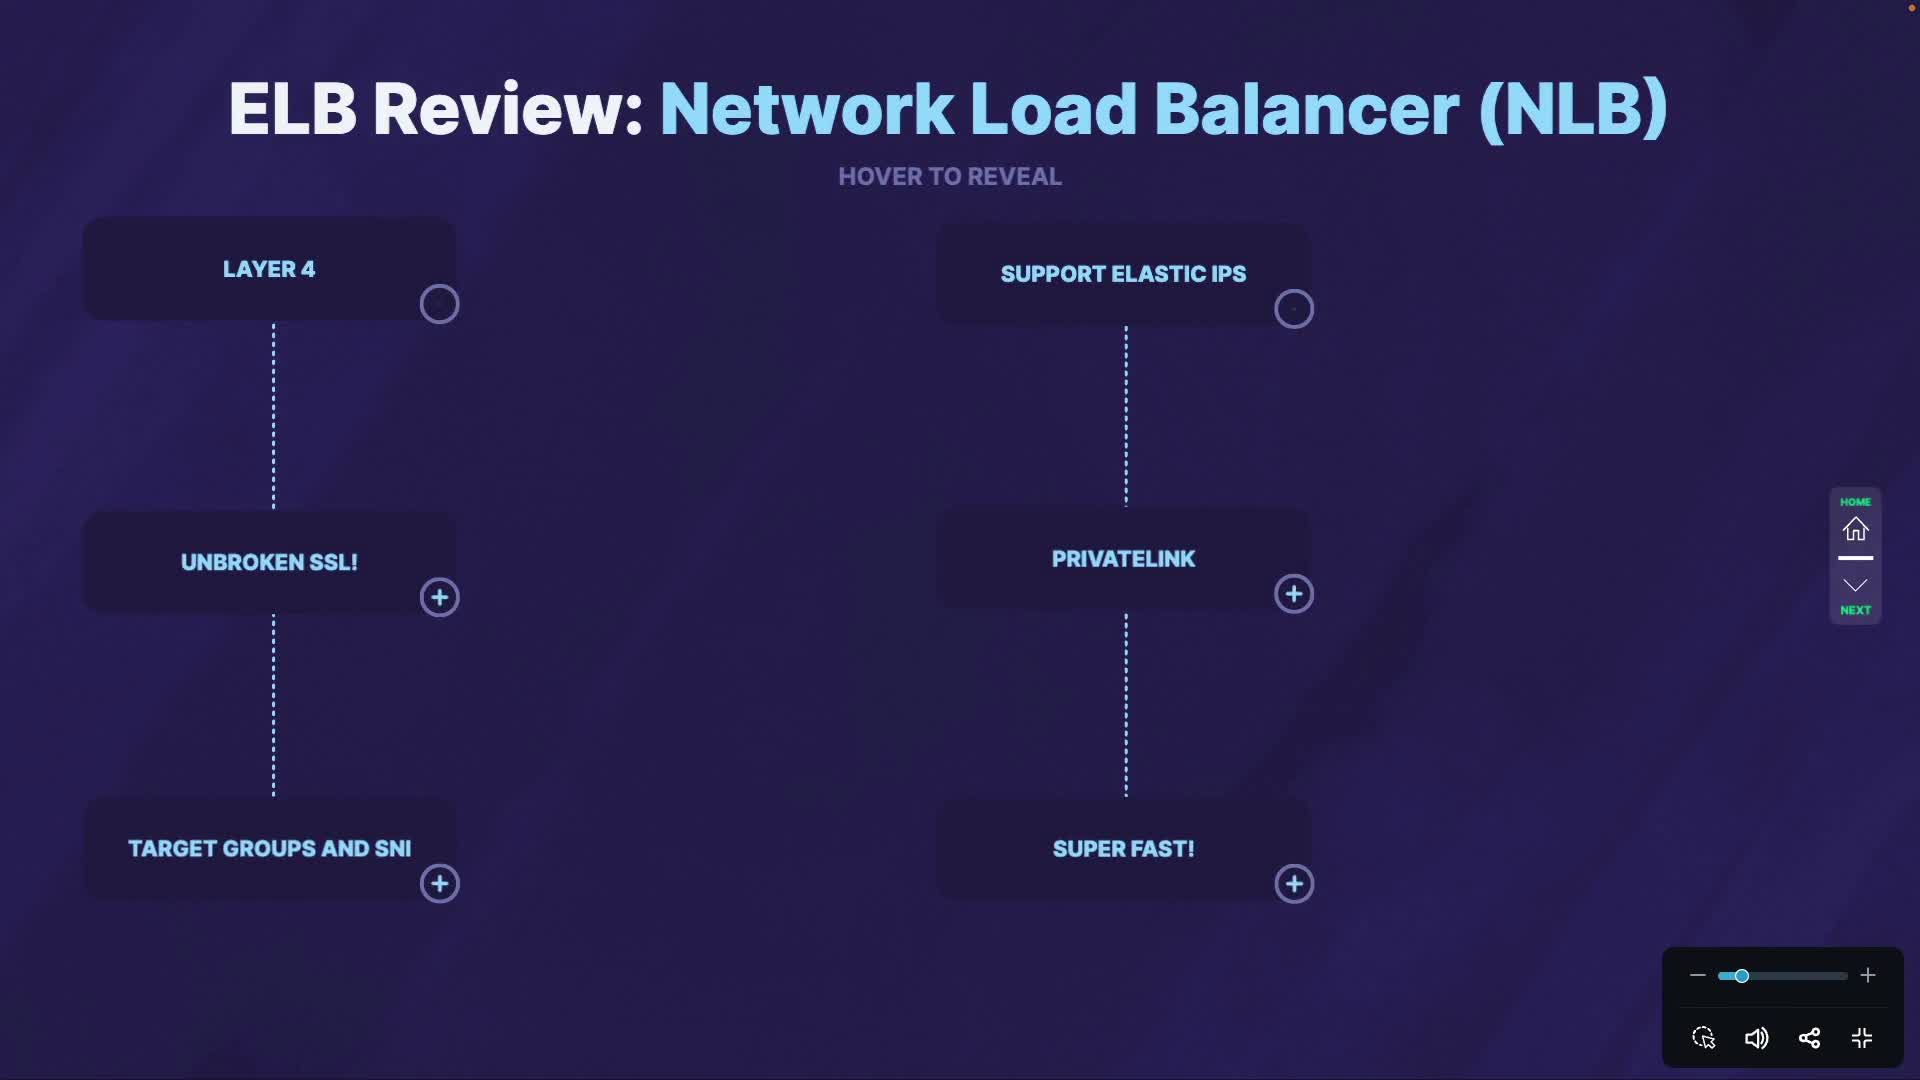 ELB Review: Network Load Balancer (NLB)
HOVER TO REVEAL
LAYER 4
SUPPORT ELASTIC IPS
UNBROKEN SSL!
PRIVATELINK
TARGET GROUPS AND SNI
SUPER FAST!
HOME
NEXT